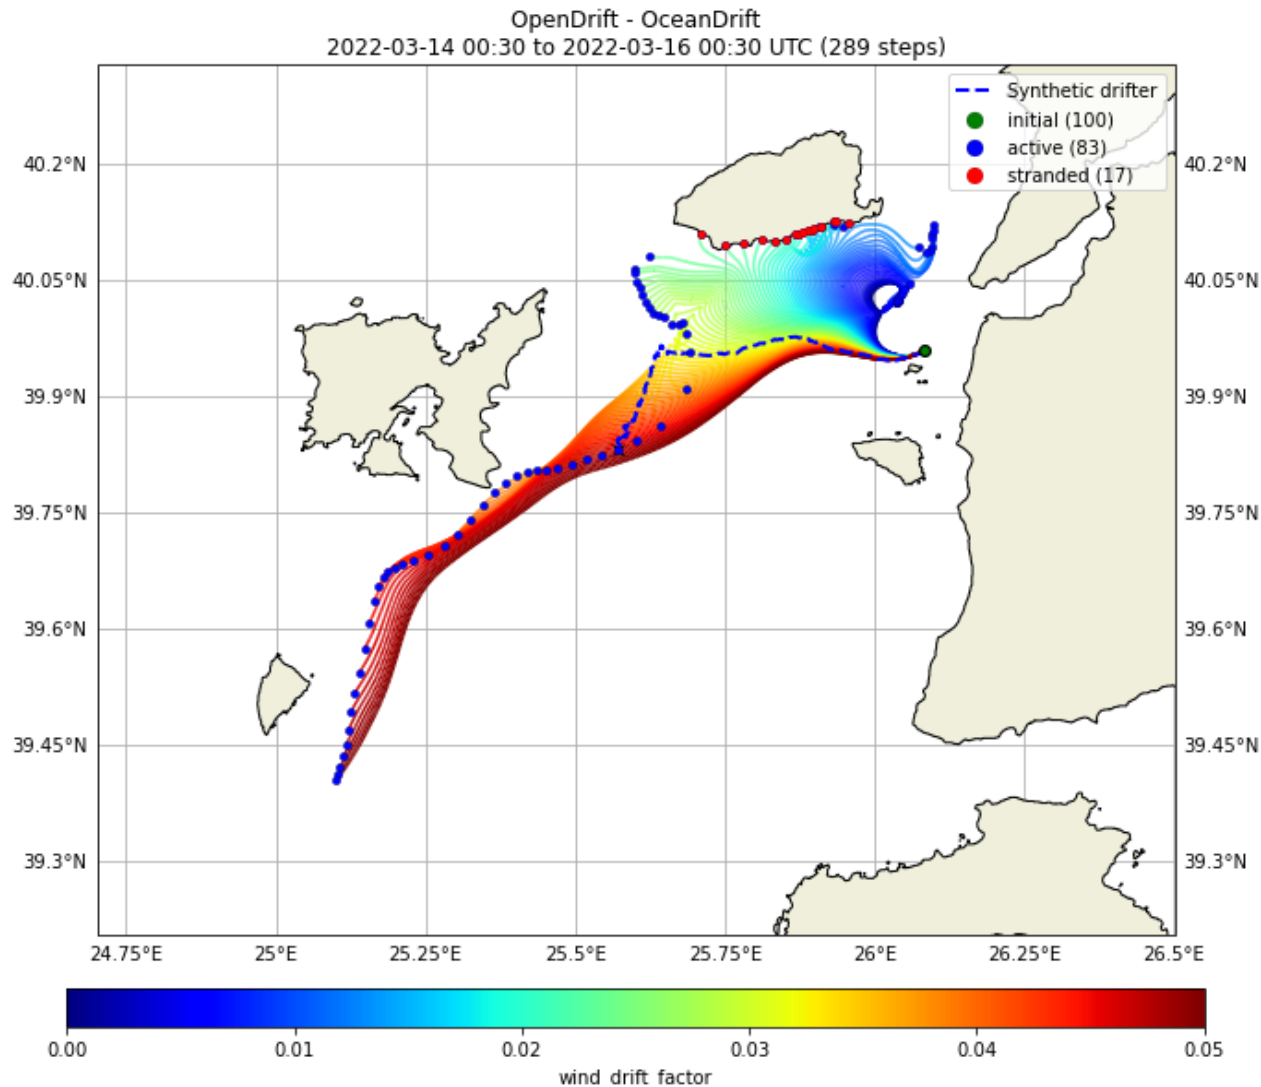 OpenDrift - OceanDrift
2022-03-14 00:30 to 2022-03-16 00:30 UTC (289 steps)
Synthetic drifter
initial (100)
active (83)
stranded (17)
40.2°N
40.2°N
40.05°N
40.05°N
39.9°N
39.9°N
39.75°N
39.75°N
39.6°N
39.6°N
39.45°N
39.45°N
39.3°N
39.3°N
24.75°E
25°E
25.25°E
25.5°E
25.75°E
26°E
26.25°E
26.5°E
0.00
0.01
0.02
0.03
0.04
0.05
wind_drift_factor